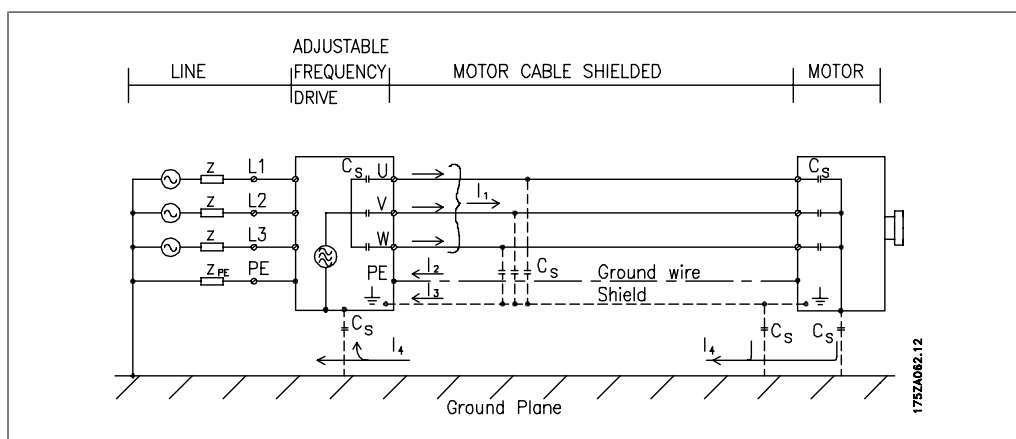 ADJUSTABLE
LINE FREQUENCY MOTOR CABLE SHIELDED MOTOR
DRIVE
z L1 Cs U I1 Cs
z L2 V
z L3 W
zPE PE PE I2 Cs Ground wire
I3 Shield
Cs I4 I4 Cs Cs
Ground Plane
175ZA062.12